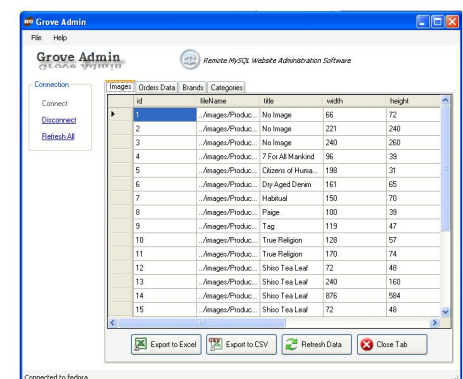 Grove Admin
File Help
Grove Admin
Remote MySQL Website Administration Software
Connection
Connect
Disconnect
Refresh All
Images Orders Data Brands Categories
id fileName title width height
1 ../images/Produc... No Image 66 72
2 ../images/Produc... No Image 221 240
3 ../images/Produc... No Image 240 260
4 ../images/Produc... 7 For All Mankind 96 39
5 ../images/Produc... Citizens of Huma... 198 31
6 ../images/Produc... Dry Aged Denim 161 65
7 ../images/Produc... Habitual 150 70
8 ../images/Produc... Paige 100 39
9 ../images/Produc... Tag 119 47
10 ../images/Produc... True Religion 128 57
11 ../images/Produc... True Religion 170 74
12 ../images/Produc... Shiso Tea Leaf 72 48
13 ../images/Produc... Shiso Tea Leaf 240 160
14 ../images/Produc... Shiso Tea Leaf 876 584
15 ../images/Produc... Shiso Tea Leaf 72 48
Export to Excel Export to CSV Refresh Data Close Tab
Connected to fedora